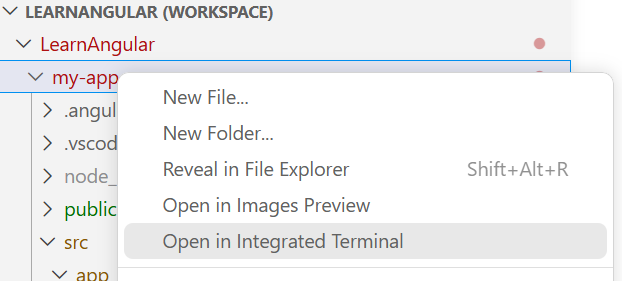 LEARNANGULAR (WORKSPACE)
LearnAngular
my-app
New File...
.angul
New Folder...
.vscod
Reveal in File Explorer Shift+Alt+R
node_
Open in Images Preview
public
Open in Integrated Terminal
src
app